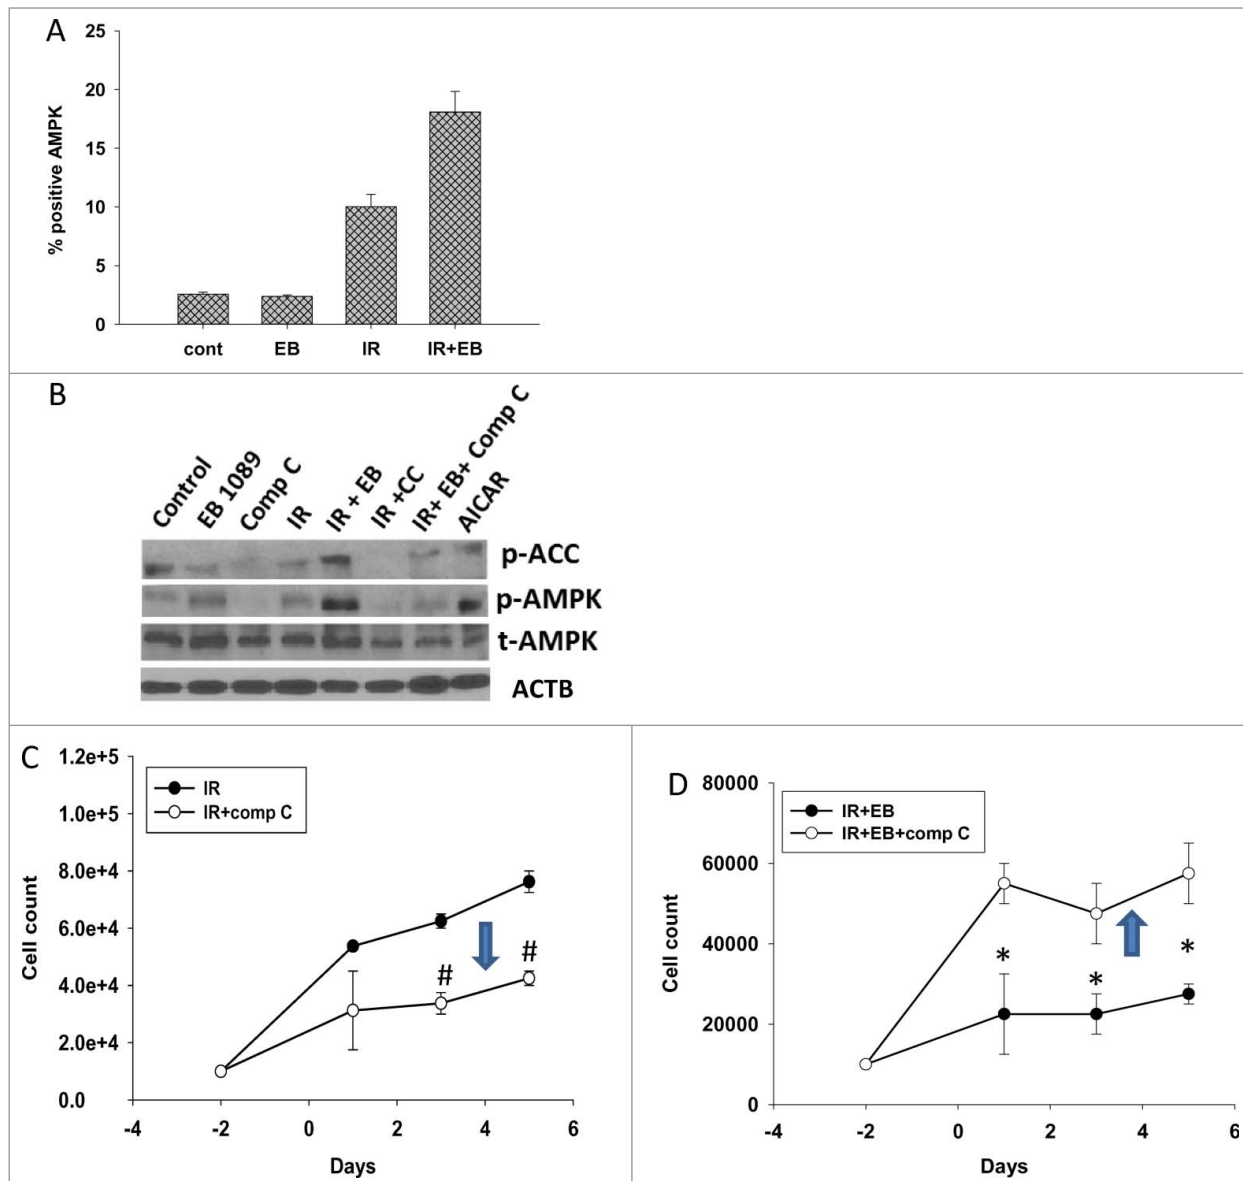 A
25
20
15
10
5
0
% positive AMPK
cont EB IR IR+EB
B
Control
EB 1089
Comp C
IR
IR + EB
IR +CC
IR+ EB+ Comp C
AICAR
p-ACC
p-AMPK
t-AMPK
ACTB
C
1.2e+5
1.0e+5
8.0e+4
6.0e+4
4.0e+4
2.0e+4
0.0
Cell count
IR
IR+comp C
# #
-4 -2 0 2 4 6
Days
D
80000
60000
40000
20000
0
Cell count
IR+EB
IR+EB+comp C
* * *
-4 -2 0 2 4 6
Days